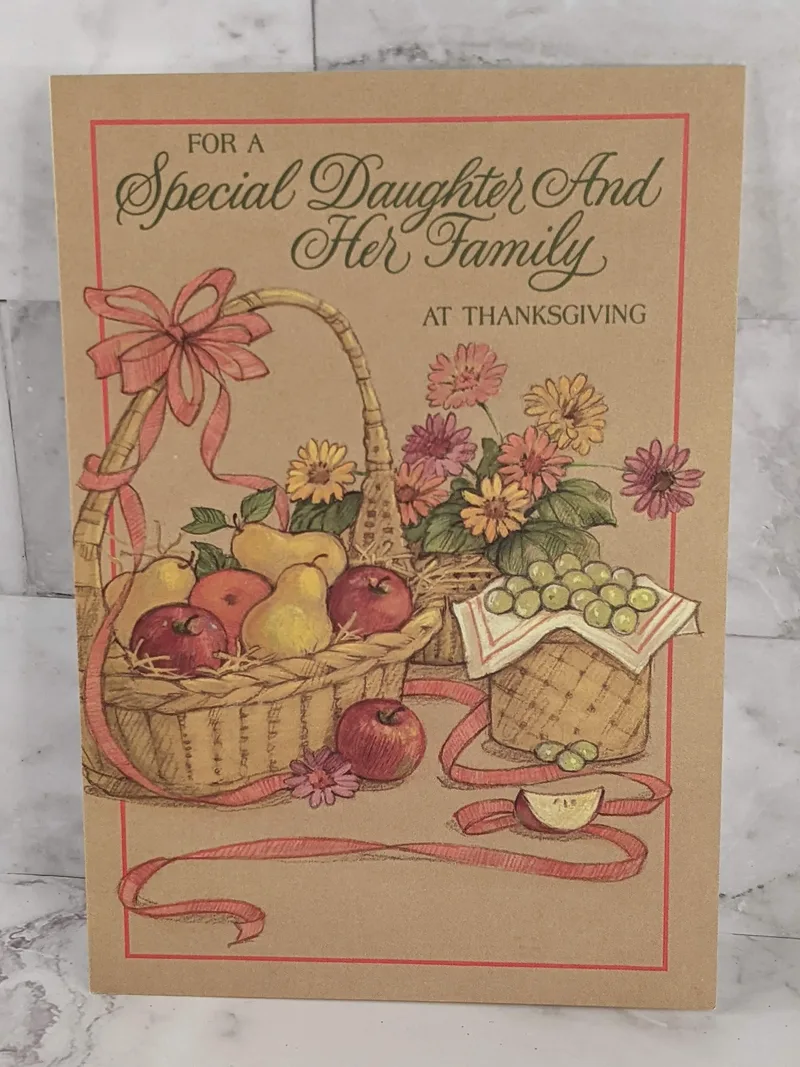 FOR A
Special Daughter And
Her Family
AT THANKSGIVING